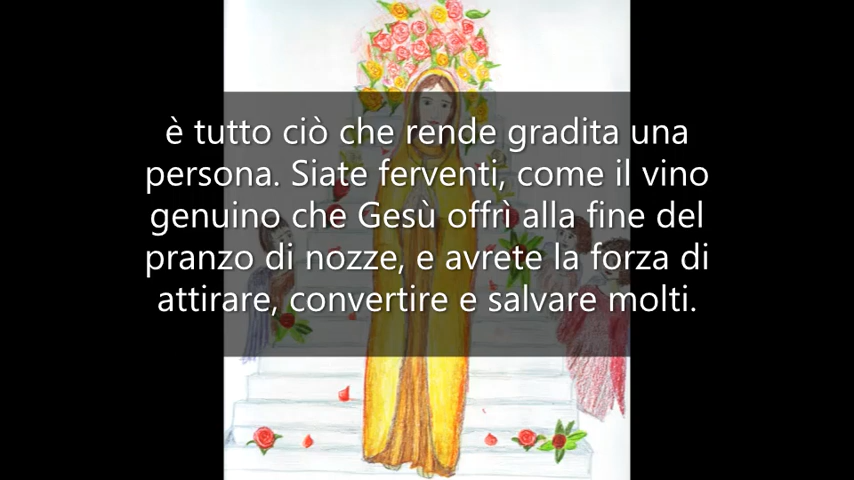 è tutto ciò che rende gradita una
persona. Siate ferventi, come il vino
genuino che Gesù offrì alla fine del
pranzo di nozze, e avrete la forza di
attirare, convertire e salvare molti.